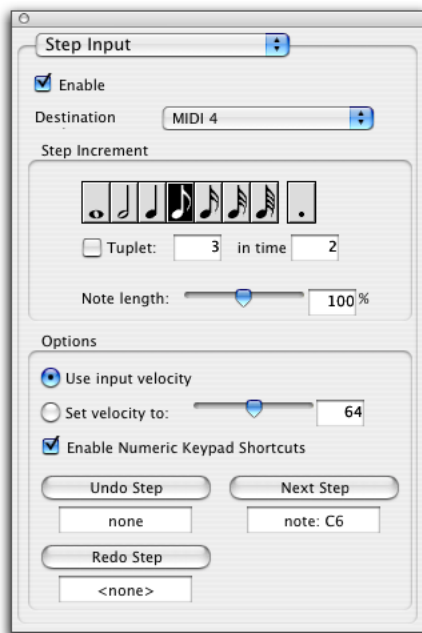 Step Input
Enable
Destination MIDI 4
Step Increment
Tuplet: 3 in time 2
Note length: 100 %
Options
Use input velocity
Set velocity to: 64
Enable Numeric Keypad Shortcuts
Undo Step Next Step
none note: C6
Redo Step
<none>